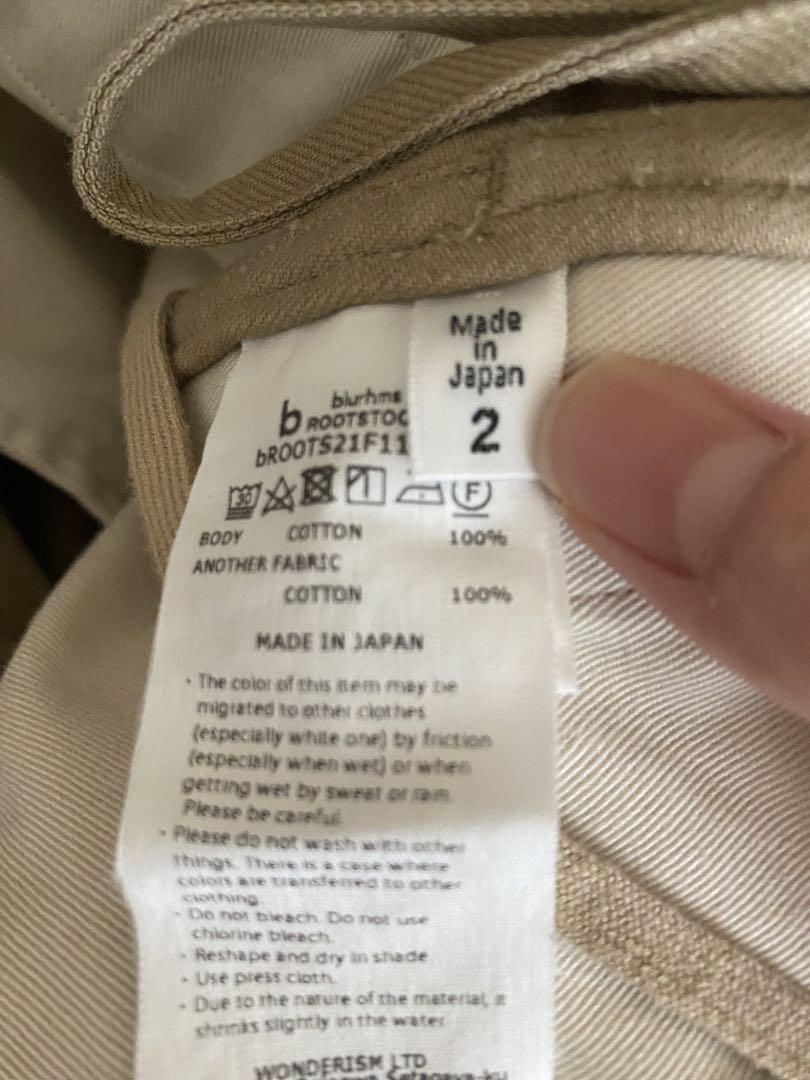 Made
in
Japan
2
blurhms
b ROOTSTOC
bROOTS21F11
30
F
BODY COTTON 100%
ANOTHER FABRIC
COTTON 100%
MADE IN JAPAN
・The color of this item may be
migrated to other clothes
(especially white one) by friction
(especially when wet) or when
getting wet by sweat or rain.
Please be careful.
・Please do not wash with other
things. There is a case where
colors are transferred to other
clothing.
・Do not bleach. Do not use
chlorine bleach.
・Reshape and dry in shade.
・Use press cloth.
・Due to the nature of the material, it
shrinks slightly in the water.
WONDERISM LTD
Setagaya-ku